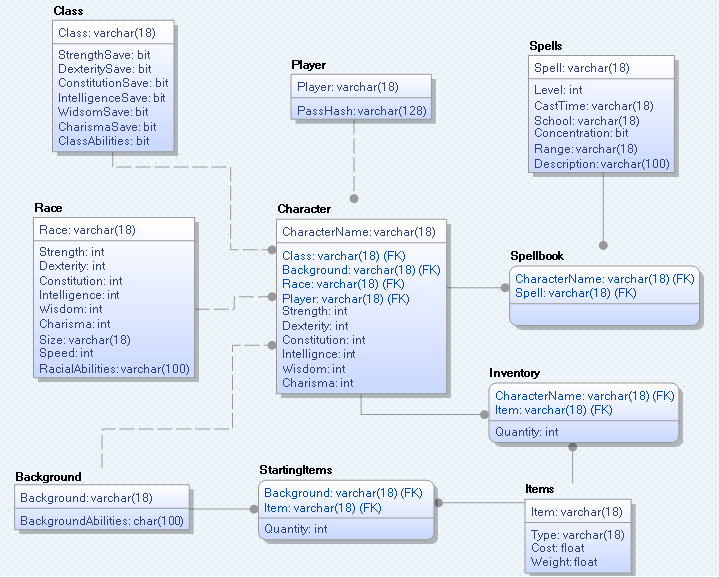 Class
Class: varchar(18)
StrengthSave: bit
DexteritySave: bit
ConstitutionSave: bit
IntelligenceSave: bit
WidsomSave: bit
CharismaSave: bit
ClassAbilities: bit
Player
Player: varchar(18)
PassHash: varchar(128)
Spells
Spell: varchar(18)
Level: int
CastTime: varchar(18)
School: varchar(18)
Concentration: bit
Range: varchar(18)
Description: varchar(100)
Race
Race: varchar(18)
Strength: int
Dexterity: int
Constitution: int
Intelligence: int
Wisdom: int
Charisma: int
Size: varchar(18)
Speed: int
RacialAbilities: varchar(100)
Character
CharacterName: varchar(18)
Class: varchar(18) (FK)
Background: varchar(18) (FK)
Race: varchar(18) (FK)
Player: varchar(18) (FK)
Strength: int
Dexterity: int
Constitution: int
Intelligence: int
Wisdom: int
Charisma: int
Spellbook
CharacterName: varchar(18) (FK)
Spell: varchar(18) (FK)
Inventory
CharacterName: varchar(18) (FK)
Item: varchar(18) (FK)
Quantity: int
Background
Background: varchar(18)
BackgroundAbilities: char(100)
StartingItems
Background: varchar(18) (FK)
Item: varchar(18) (FK)
Quantity: int
Items
Item: varchar(18)
Type: varchar(18)
Cost: float
Weight: float